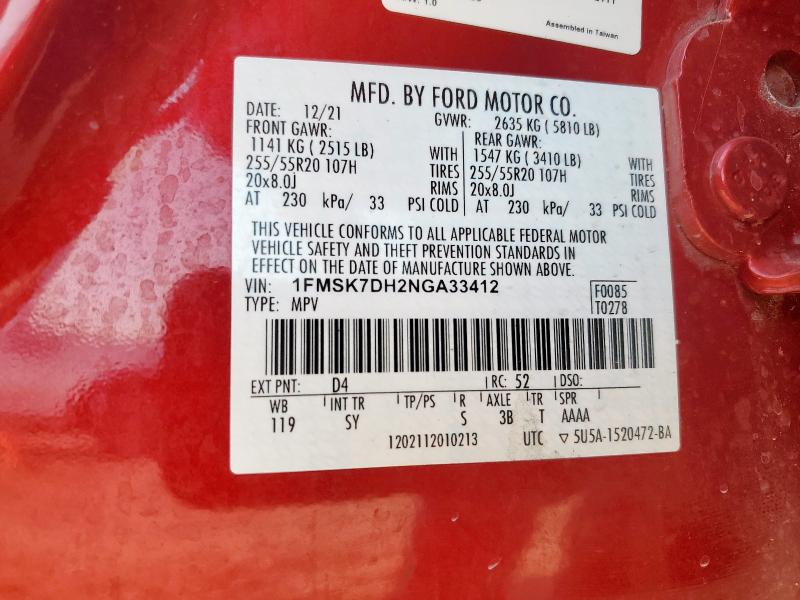 Assembled in Taiwan
MFD. BY FORD MOTOR CO.
DATE: 12/21 GVWR: 2635 KG ( 5810 LB)
FRONT GAWR: REAR GAWR:
1141 KG ( 2515 LB) WITH 1547 KG ( 3410 LB) WITH
255/55R20 107H TIRES 255/55R20 107H TIRES
20x8.0J RIMS 20x8.0J RIMS
AT 230 kPa/ 33 PSI COLD AT 230 kPa/ 33 PSI COLD
THIS VEHICLE CONFORMS TO ALL APPLICABLE FEDERAL MOTOR
VEHICLE SAFETY AND THEFT PREVENTION STANDARDS IN
EFFECT ON THE DATE OF MANUFACTURE SHOWN ABOVE.
VIN: 1FMSK7DH2NGA33412 F0085
TYPE: MPV T0278
EXT PNT: D4 RC: 52 DSO:
WB INT TR TP/PS R AXLE TR SPR
119 SY S 3B T AAAA
1202112010213 UTC ▽ 5U5A-1520472-BA